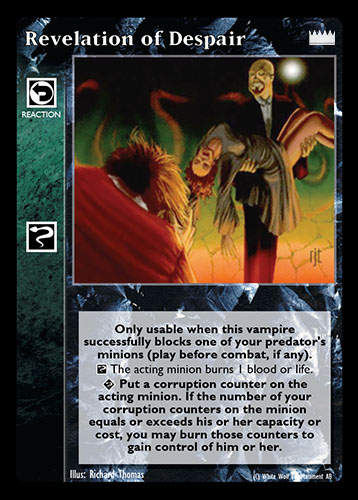 Revelation of Despair
REACTION
rjt
Only usable when this vampire
successfully blocks one of your predator's
minions (play before combat, if any).
The acting minion burns 1 blood or life.
Put a corruption counter on the
acting minion. If the number of your
corruption counters on the minion
equals or exceeds his or her capacity or
cost, you may burn those counters to
gain control of him or her.
Illus: Richard Thomas
(C) White Wolf Entertainment AB